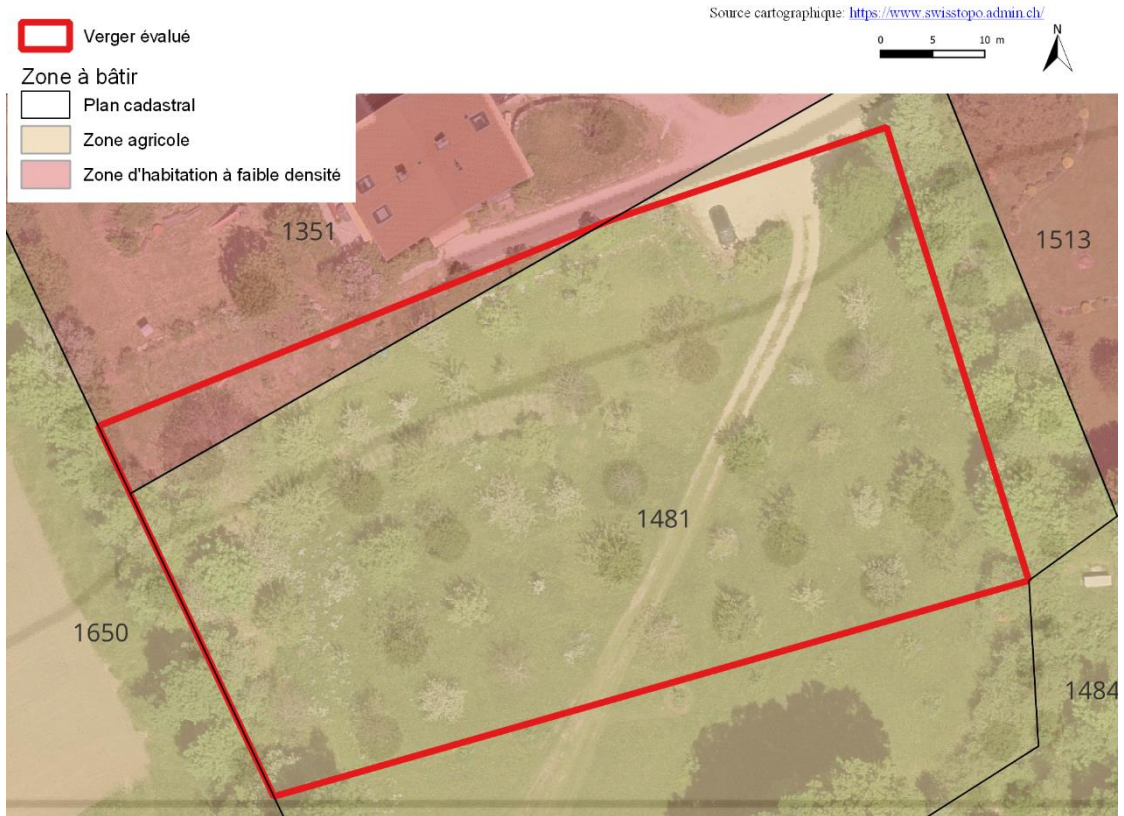 Source cartographique: https://www.swisstopo.admin.ch/
Verger évalué
0 5 10 m
N
Zone à bâtir
Plan cadastral
Zone agricole
Zone d'habitation à faible densité
1351
1513
1481
1650
1484